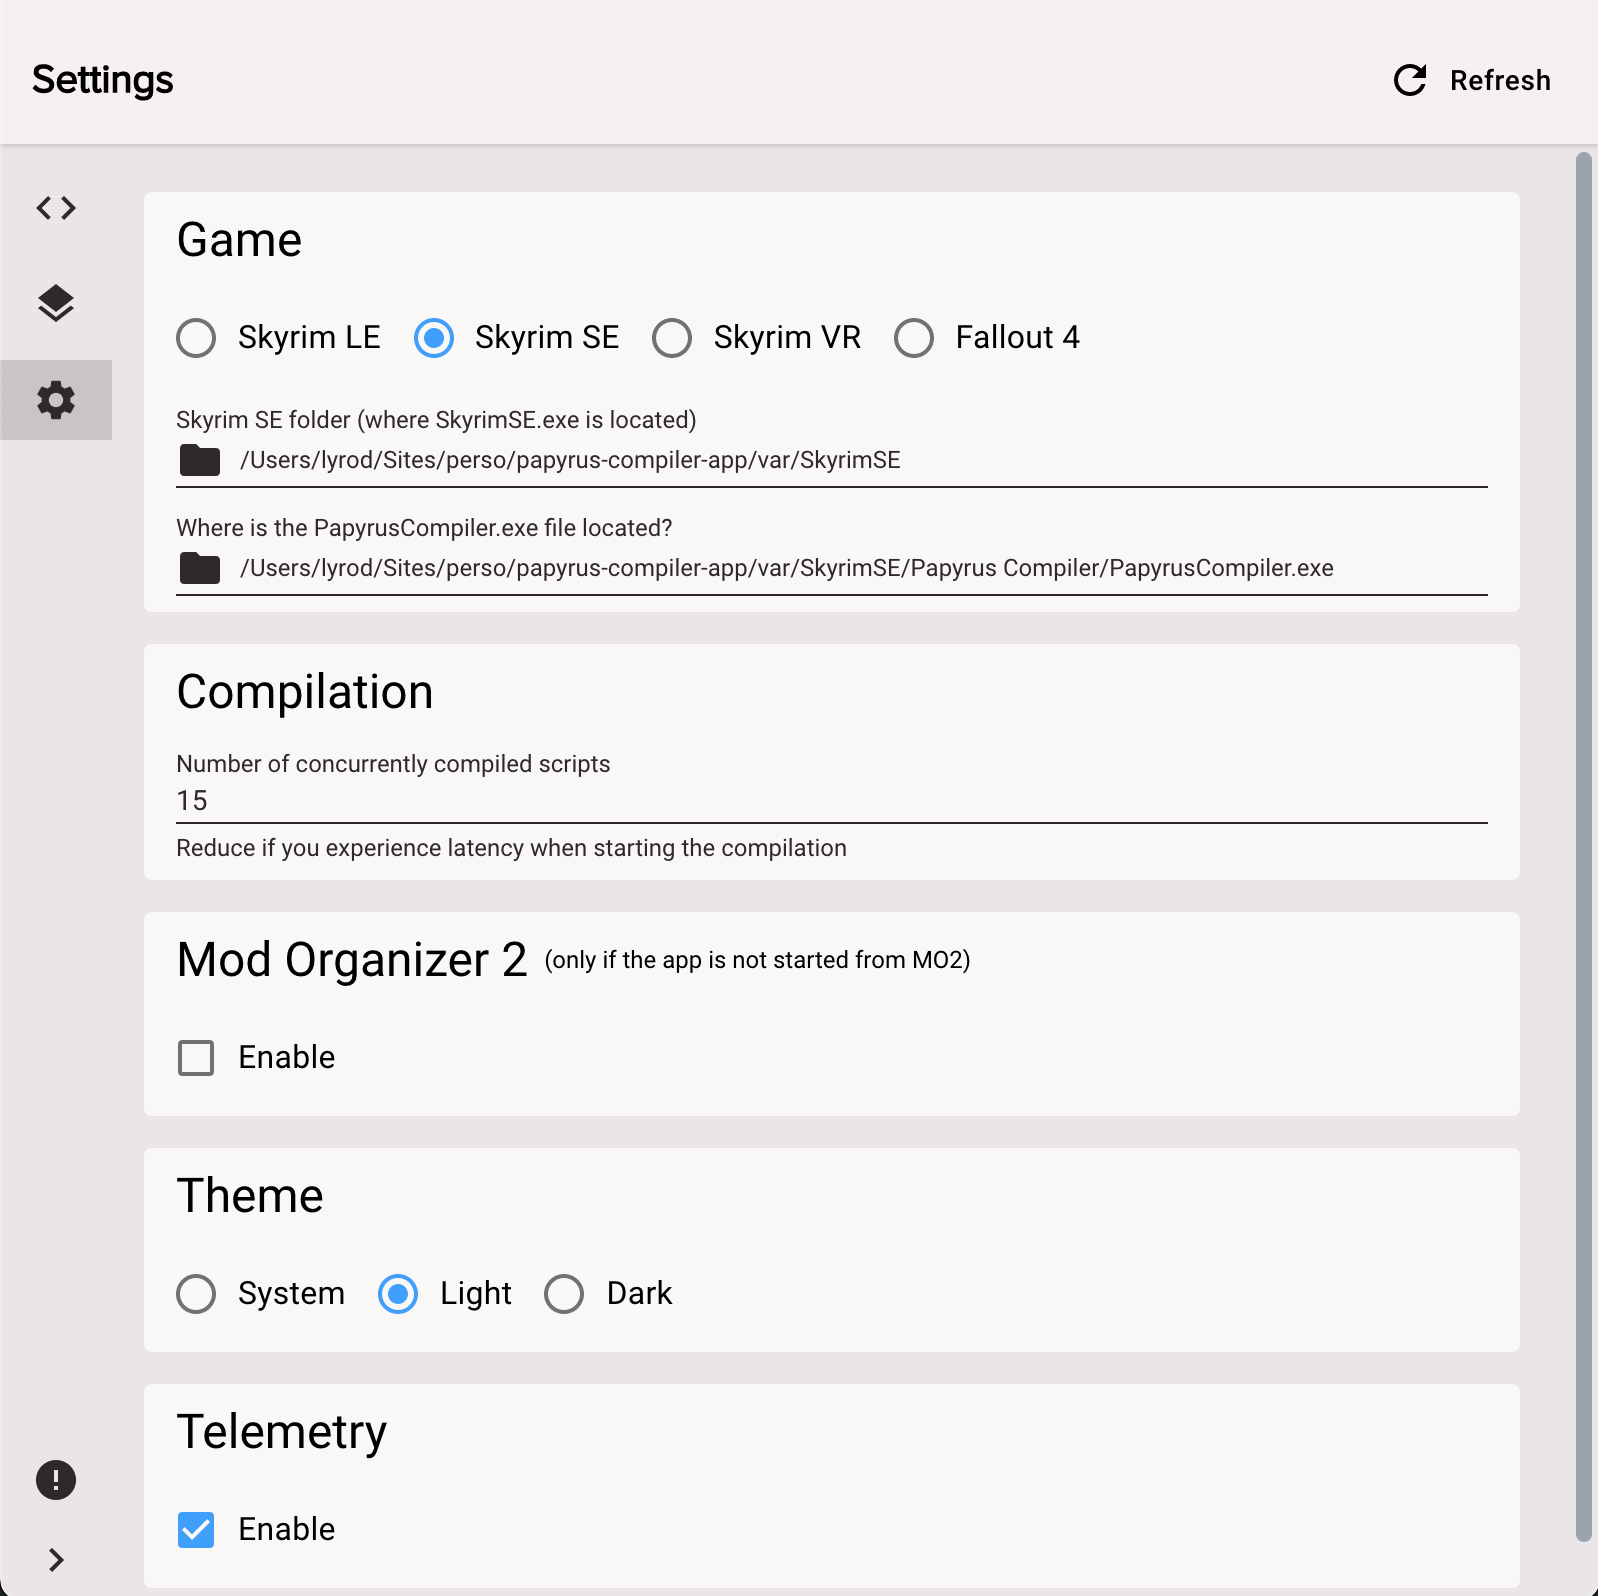 Settings
Refresh
Game
Skyrim LE
Skyrim SE
Skyrim VR
Fallout 4
Skyrim SE folder (where SkyrimSE.exe is located)
/Users/lyrod/Sites/perso/papyrus-compiler-app/var/SkyrimSE
Where is the PapyrusCompiler.exe file located?
/Users/lyrod/Sites/perso/papyrus-compiler-app/var/SkyrimSE/Papyrus Compiler/PapyrusCompiler.exe
Compilation
Number of concurrently compiled scripts
15
Reduce if you experience latency when starting the compilation
Mod Organizer 2 (only if the app is not started from MO2)
Enable
Theme
System
Light
Dark
Telemetry
Enable